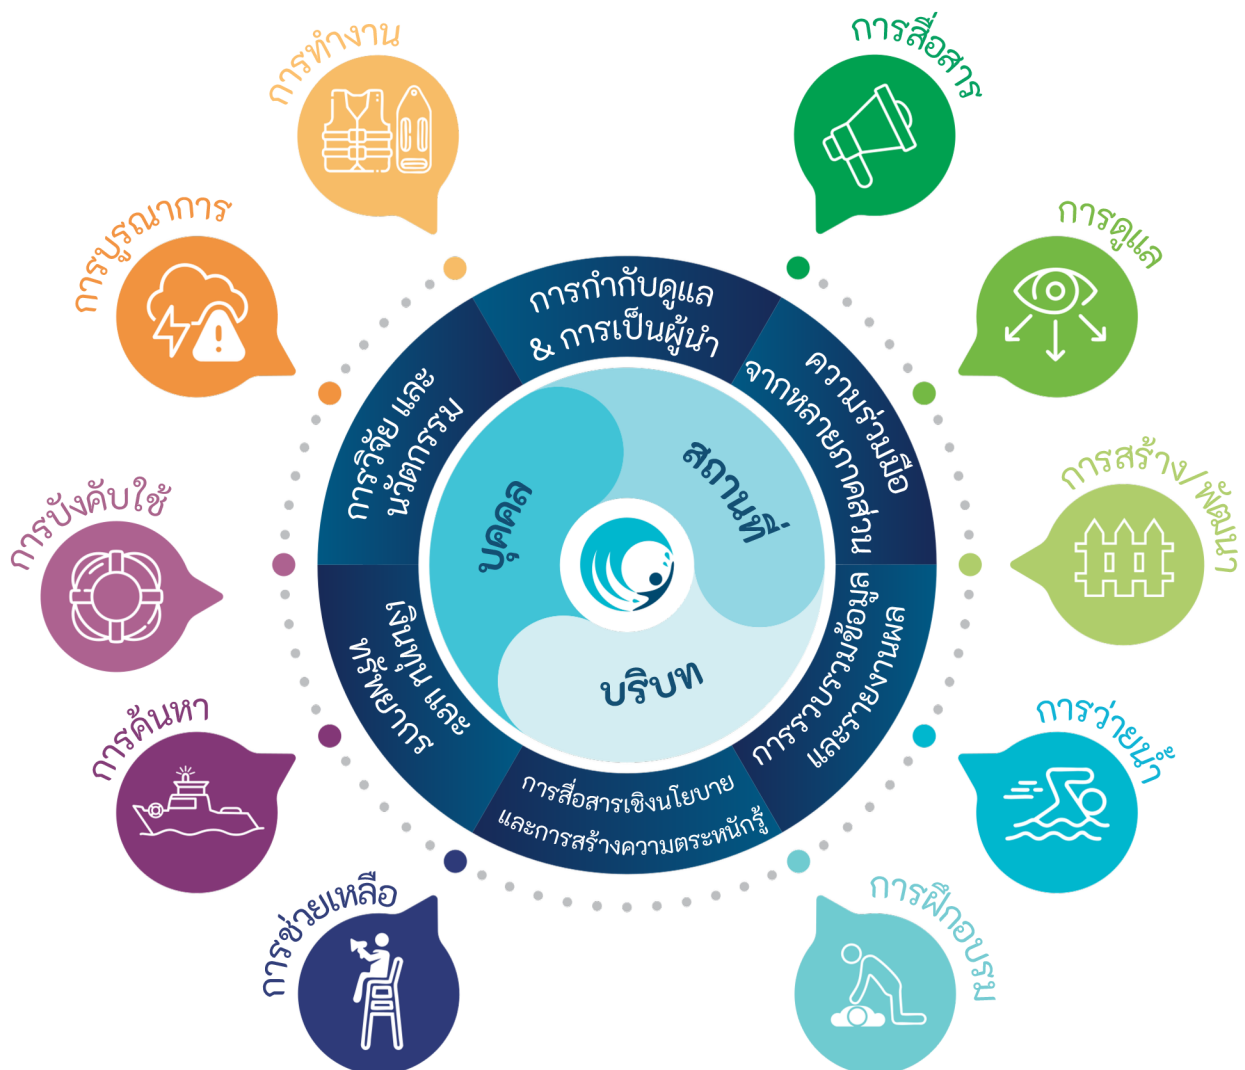 การทำงาน
การสื่อสาร
การดูแล
การสร้าง/พัฒนา
การว่ายน้ำ
การฝึกอบรม
การช่วยเหลือ
การค้นหา
การบังคับใช้
การบูรณาการ
การกำกับดูแล
& การเป็นผู้นำ
ความร่วมมือ
จากหลายภาคส่วน
การรวบรวมข้อมูล
และรายงานผล
การสื่อสารเชิงนโยบาย
และการสร้างความตระหนักรู้
เงินทุน และ
ทรัพยากร
การวิจัย และ
นวัตกรรม
บุคคล
สถานที่
บริบท